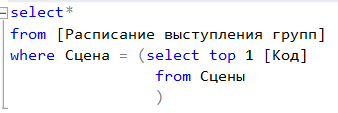 select*
from [Расписание выступления групп]
where Сцена = (select top 1 [Код]
from Сцены
)